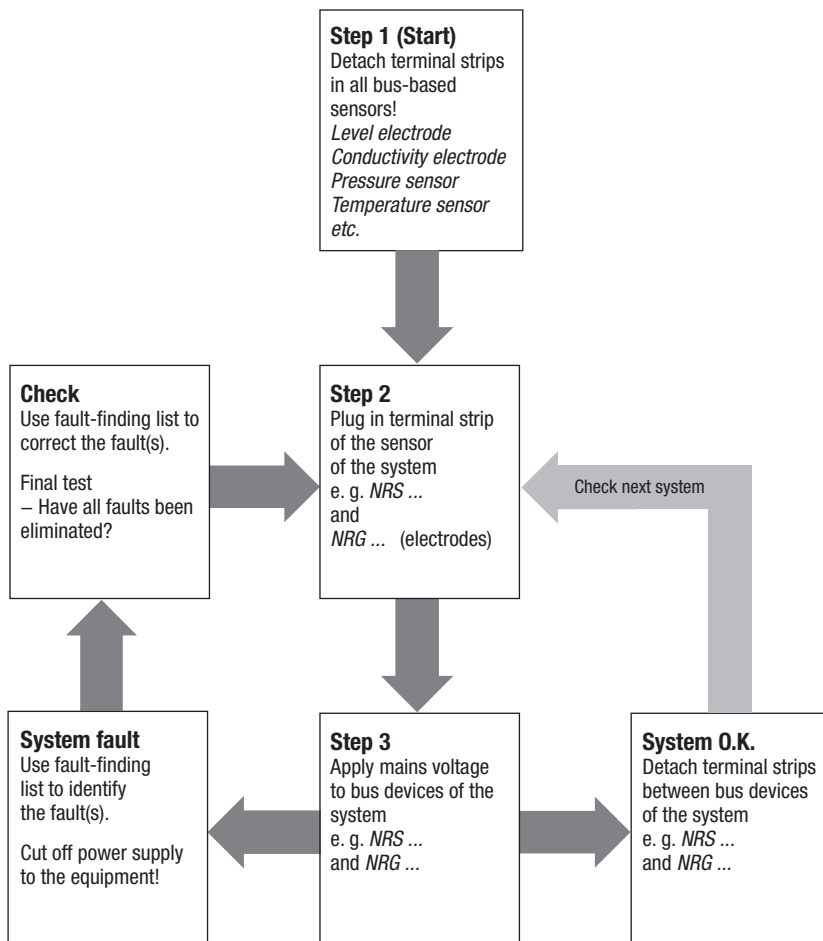 Step 1 (Start)
Detach terminal strips
in all bus-based
sensors!
Level electrode
Conductivity electrode
Pressure sensor
Temperature sensor
etc.
Check
Use fault-finding list to
correct the fault(s).
Final test
– Have all faults been
eliminated?
Step 2
Plug in terminal strip
of the sensor
of the system
e. g. NRS ...
and
NRG ... (electrodes)
Check next system
System fault
Use fault-finding
list to identify
the fault(s).
Cut off power supply
to the equipment!
Step 3
Apply mains voltage
to bus devices of the
system
e. g. NRS ...
and NRG ...
System O.K.
Detach terminal strips
between bus devices
of the system
e. g. NRS ...
and NRG ...